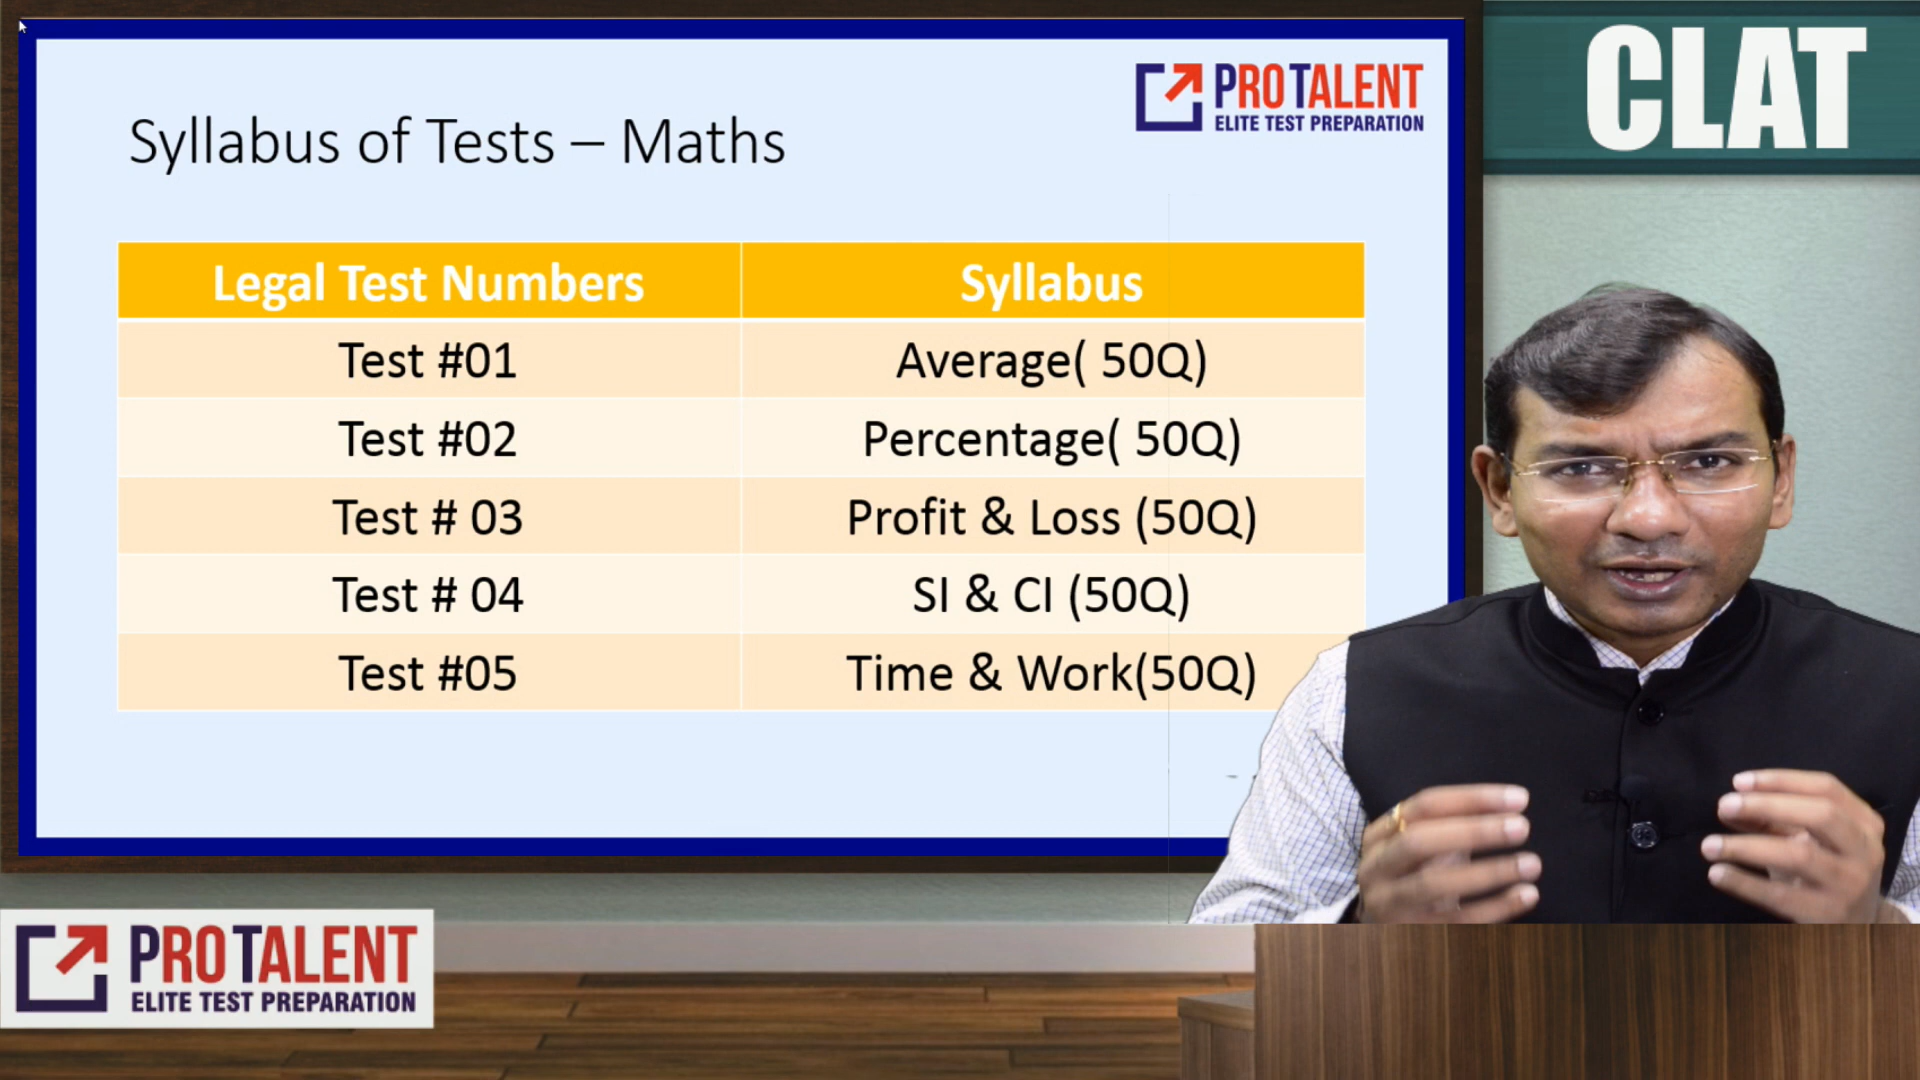 CLAT
PROTALENT
ELITE TEST PREPARATION
Syllabus of Tests – Maths
Legal Test Numbers Syllabus
Test #01 Average( 50Q)
Test #02 Percentage( 50Q)
Test # 03 Profit & Loss (50Q)
Test # 04 SI & CI (50Q)
Test #05 Time & Work(50Q)
PROTALENT
ELITE TEST PREPARATION